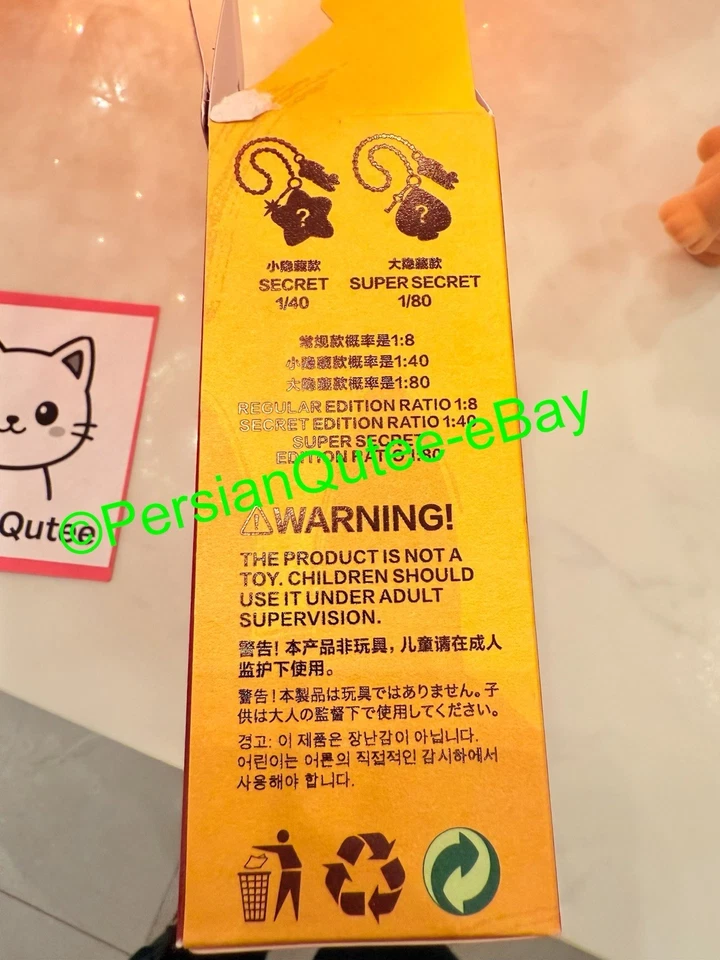 ?
?
小隐藏款
大隐藏款
SECRET
SUPER SECRET
1/40
1/80
常规款概率是1:8
小隐藏款概率是1:40
大隐藏款概率是1:80
REGULAR EDITION RATIO 1:8
SECRET EDITION RATIO 1:40
SUPER SECRET
EDITION RATIO 1:80
©PersianQutee-eBay
Qutee
WARNING!
THE PRODUCT IS NOT A
TOY. CHILDREN SHOULD
USE IT UNDER ADULT
SUPERVISION.
警告! 本产品非玩具, 儿童请在成人
监护下使用。
警告!本製品は玩具ではありません。子
供は大人の監督下で使用してください。
경고: 이 제품은 장난감이 아닙니다.
어린이는 어른의 직접적인 감시하에서
사용해야 합니다.